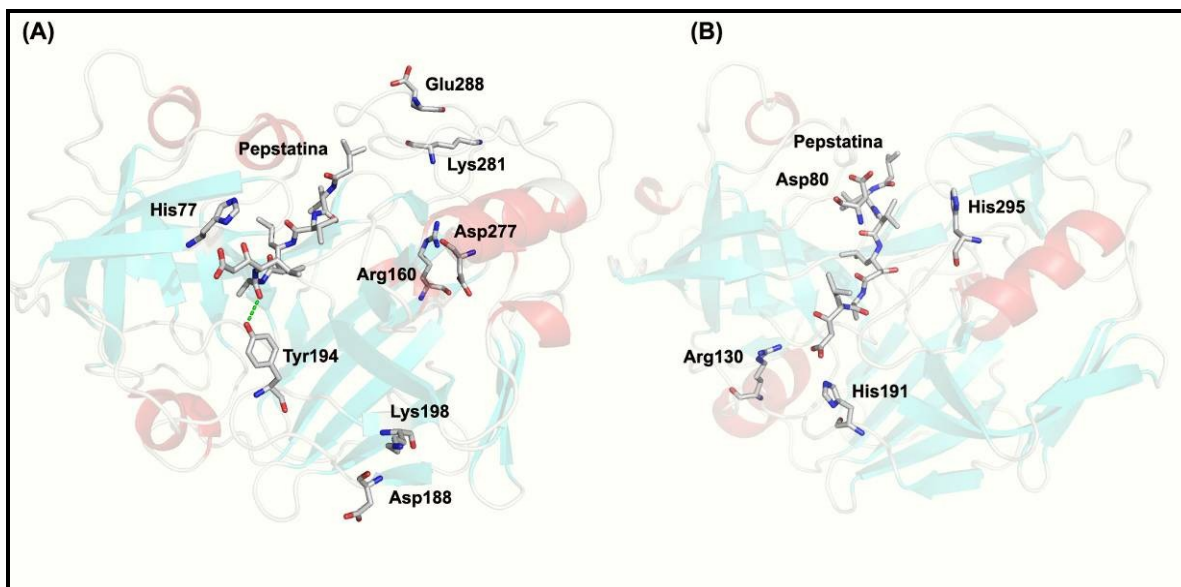 (A)
Glu288
Pepstatina
Lys281
His77
Asp277
Arg160
Tyr194
Lys198
Asp188
(B)
Pepstatina
Asp80
His295
Arg130
His191